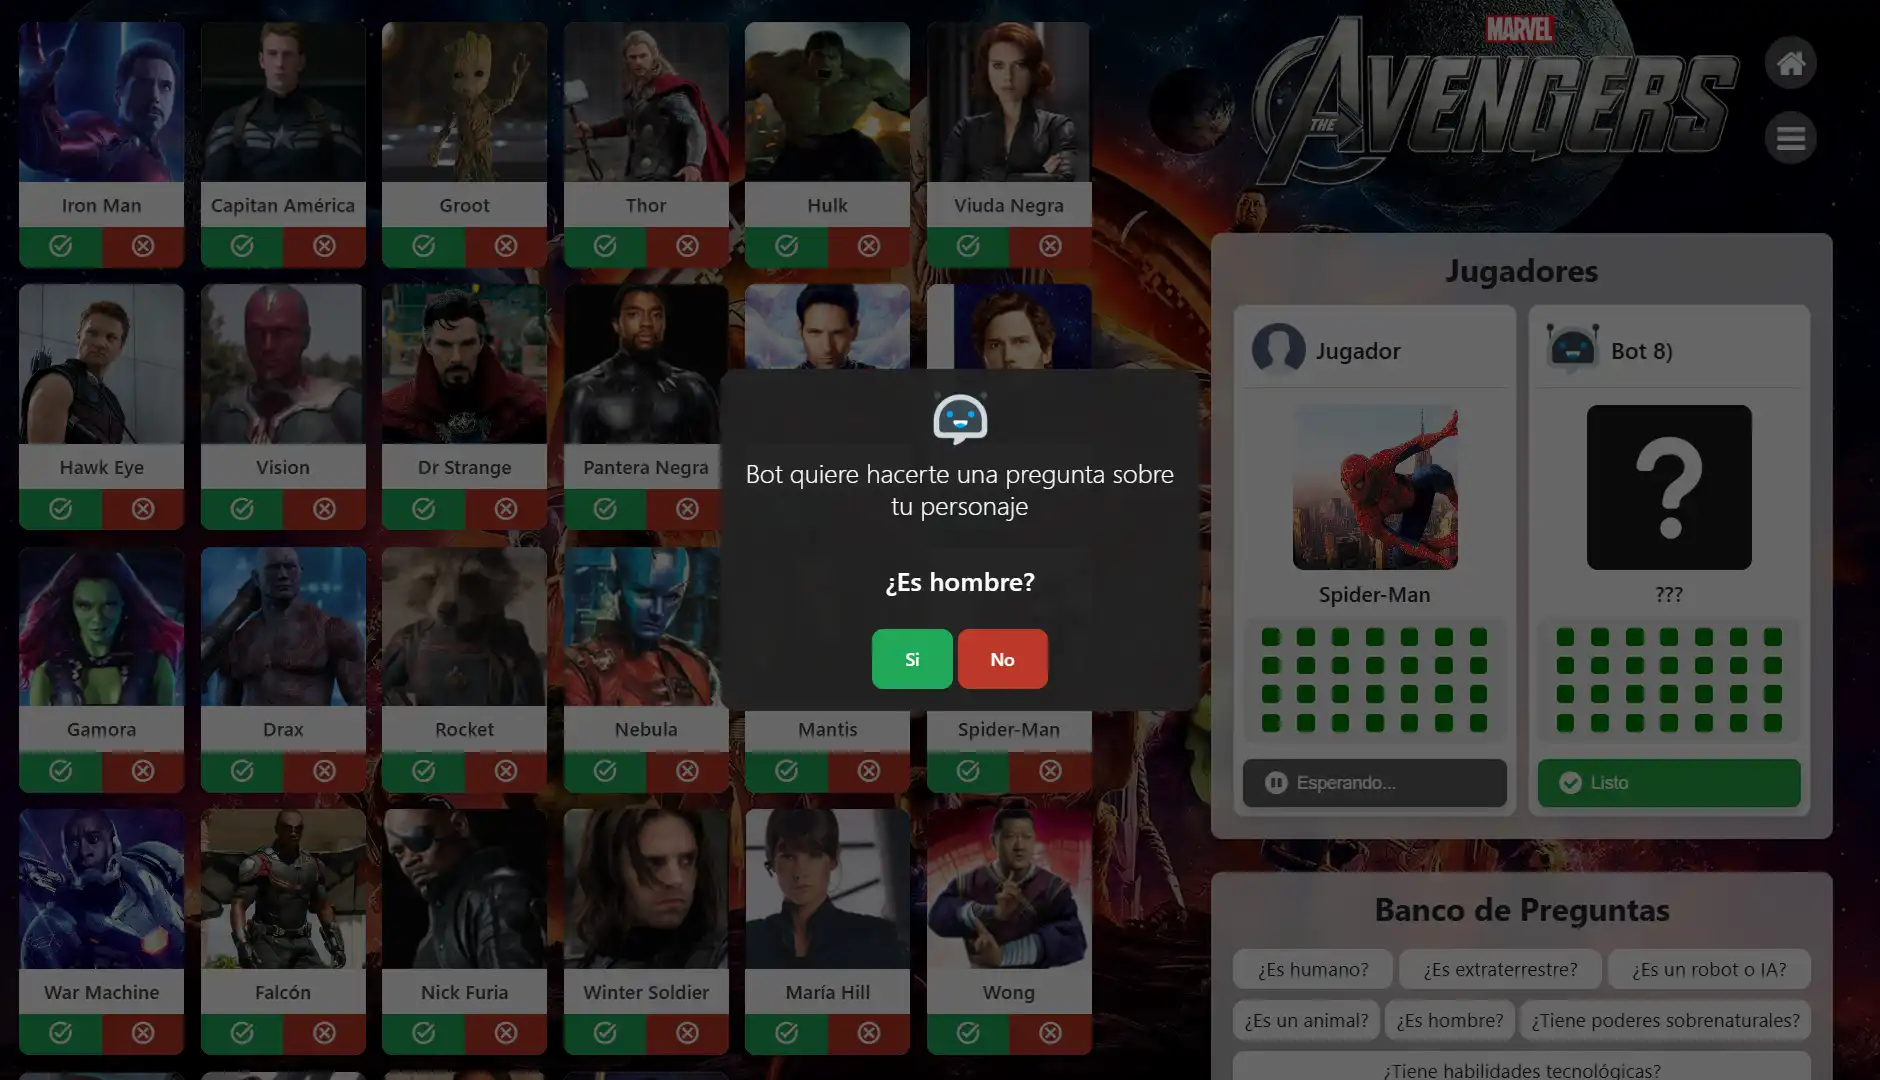 Iron Man
Capitan América
Groot
Thor
Hulk
Viuda Negra
MARVEL
THE AVENGERS
Hawk Eye
Vision
Dr Strange
Pantera Negra
Gamora
Drax
Rocket
Nebula
Mantis
Spider-Man
War Machine
Falcón
Nick Furia
Winter Soldier
María Hill
Wong
Bot quiere hacerte una pregunta sobre
tu personaje
¿Es hombre?
Si
No
Jugadores
Jugador
Bot 8)
?
Spider-Man
???
Esperando...
Listo
Banco de Preguntas
¿Es humano?
¿Es extraterrestre?
¿Es un robot o IA?
¿Es un animal?
¿Es hombre?
¿Tiene poderes sobrenaturales?
¿Tiene habilidades tecnológicas?